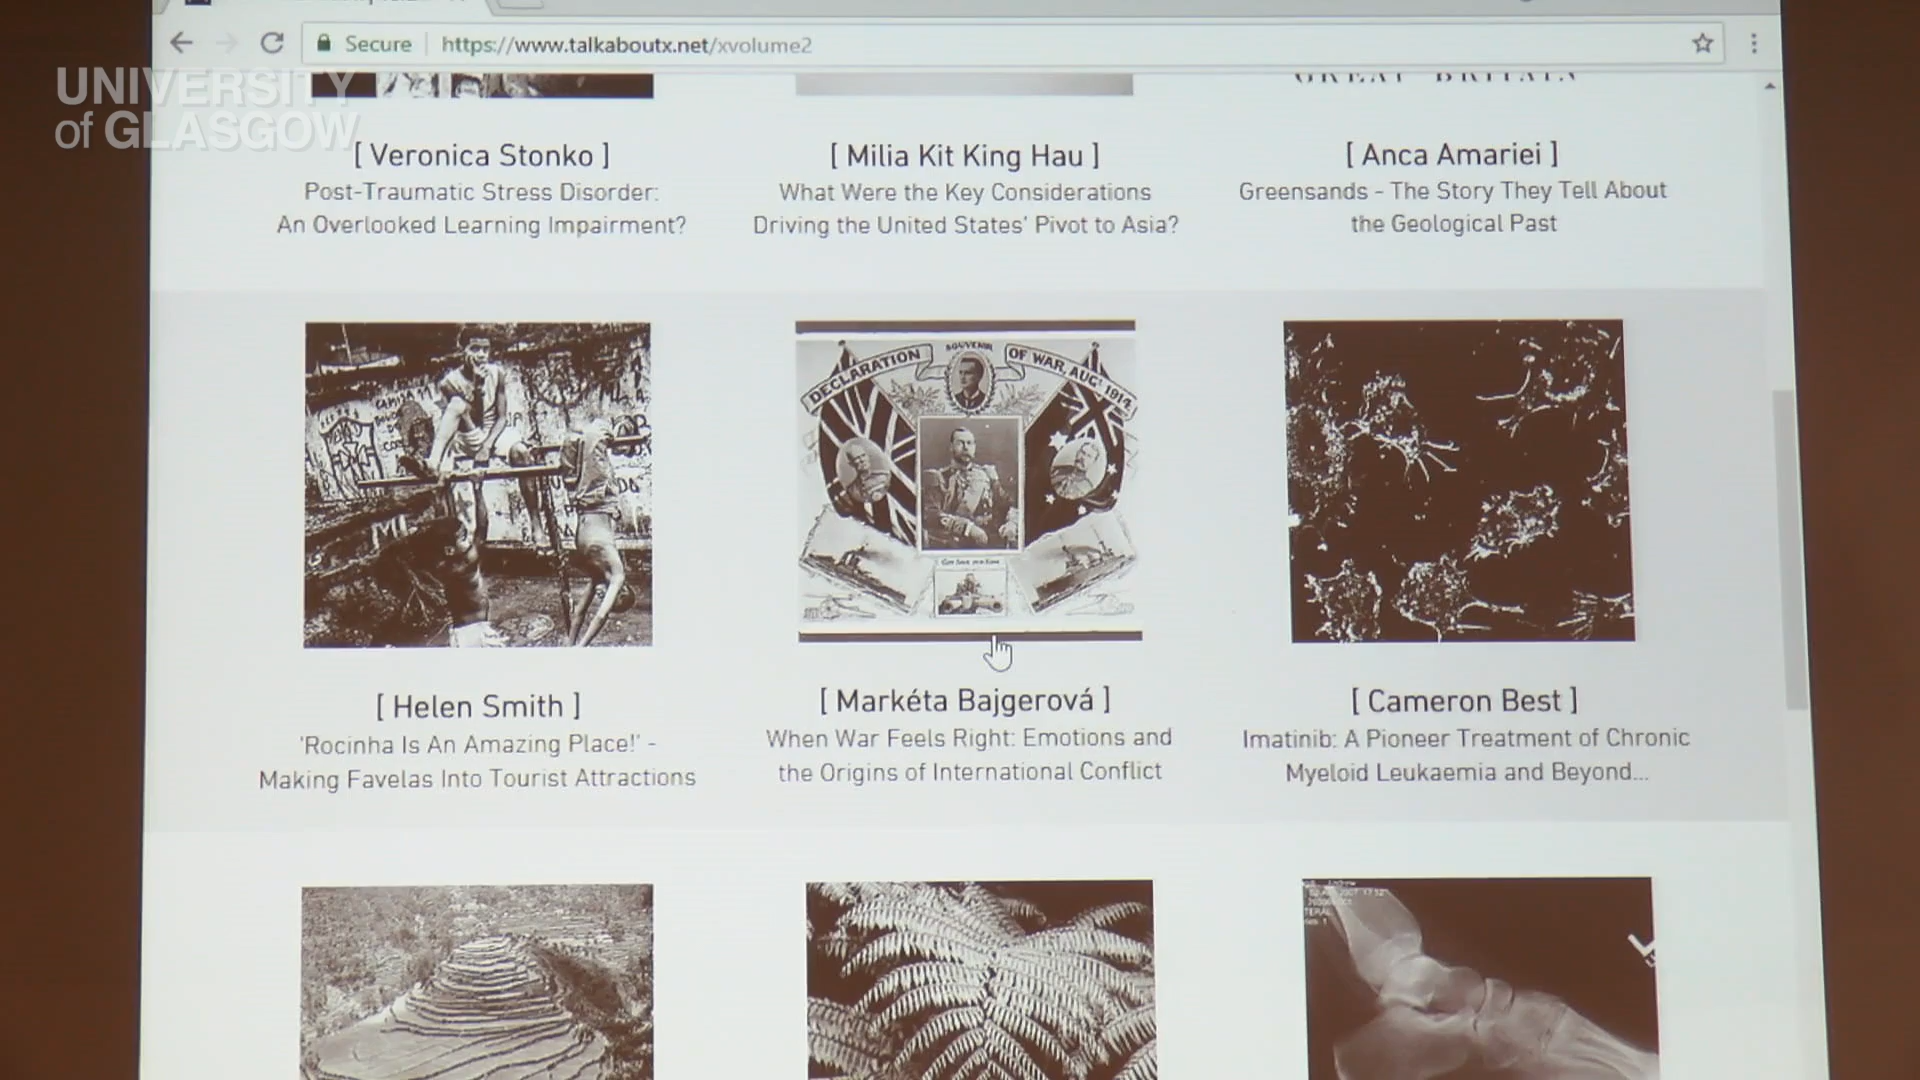 Secure https://www.talkaboutx.net/xvolume2
UNIVERSITY
of GLASGOW
GREAT BRITAIN
[ Veronica Stonko ]
Post-Traumatic Stress Disorder:
An Overlooked Learning Impairment?
[ Milia Kit King Hau ]
What Were the Key Considerations
Driving the United States' Pivot to Asia?
[ Anca Amariei ]
Greensands - The Story They Tell About
the Geological Past
SOUVENIR
DECLARATION OF WAR, AUG 1914
[ Helen Smith ]
'Rocinha Is An Amazing Place!' -
Making Favelas Into Tourist Attractions
[ Markéta Bajgerová ]
When War Feels Right: Emotions and
the Origins of International Conflict
[ Cameron Best ]
Imatinib: A Pioneer Treatment of Chronic
Myeloid Leukaemia and Beyond...